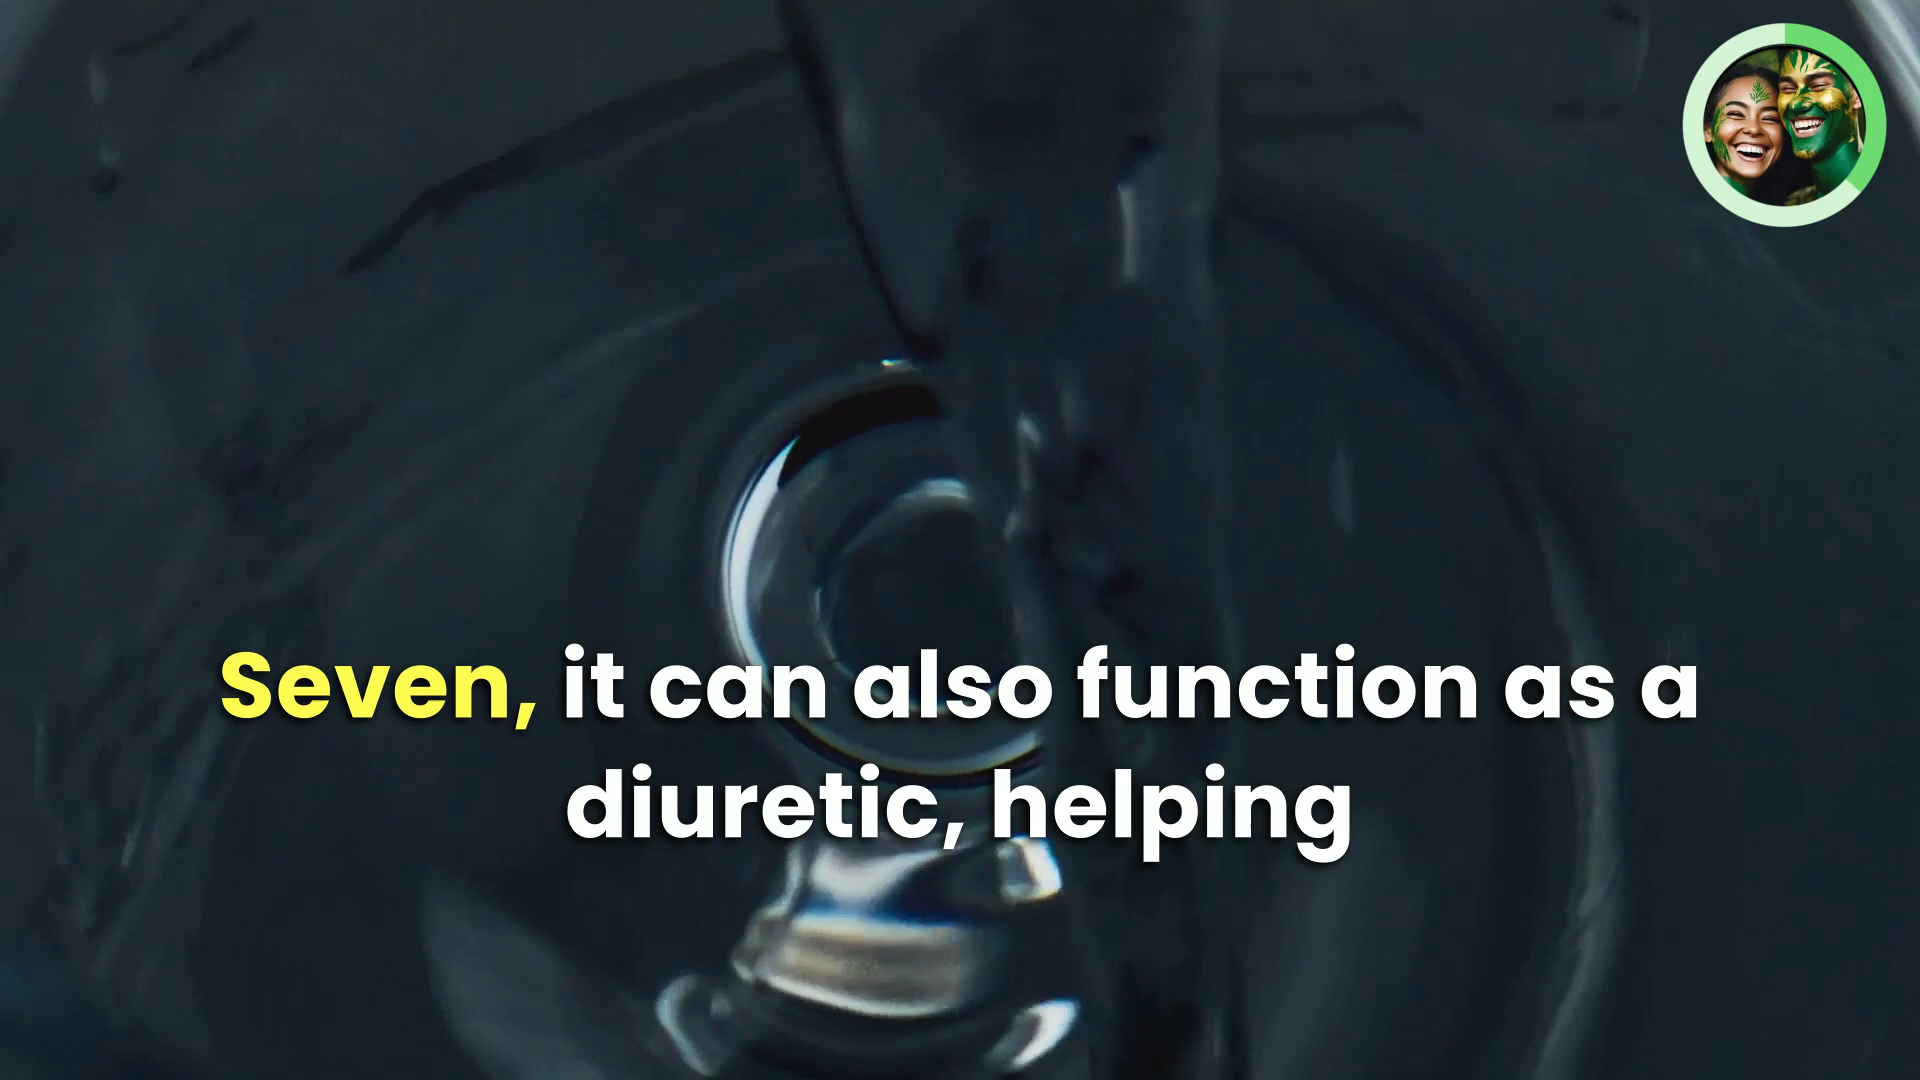 Seven, it can also function as a
diuretic, helping